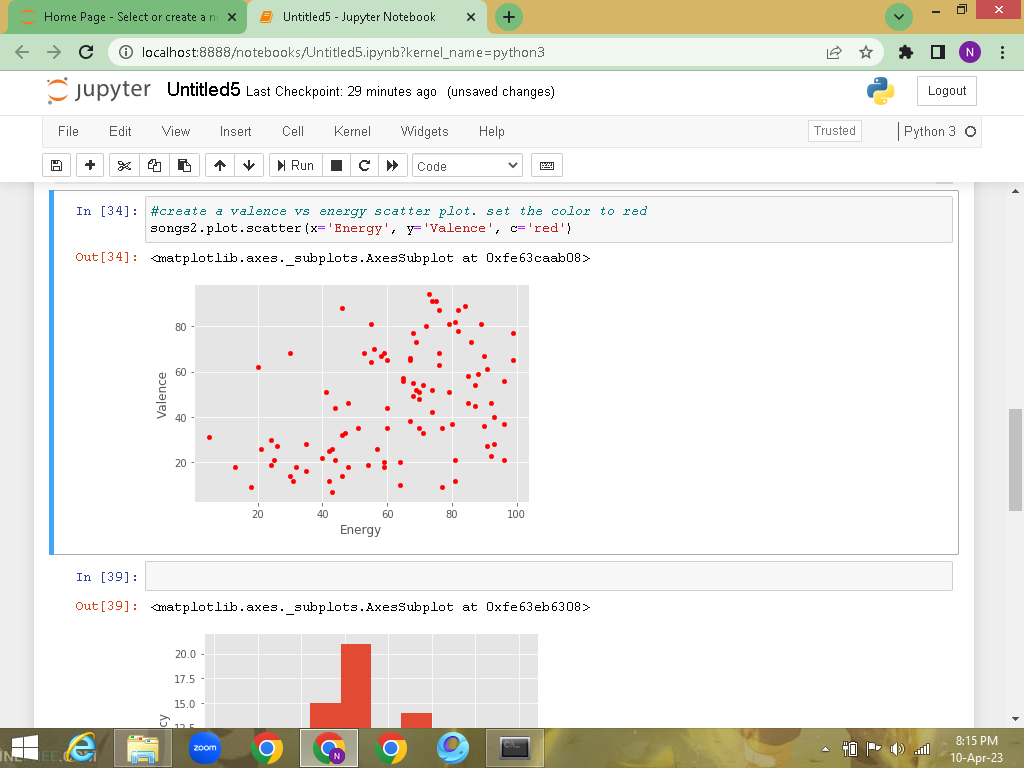 Home Page - Select or create a n
Untitled5 - Jupyter Notebook
localhost:8888/notebooks/Untitled5.ipynb?kernel_name=python3
N
jupyter Untitled5 Last Checkpoint: 29 minutes ago (unsaved changes)
Logout
File Edit View Insert Cell Kernel Widgets Help
Trusted
Python 3
Run
Code
In [34]:
#create a valence vs energy scatter plot. set the color to red
songs2.plot.scatter(x='Energy', y='Valence', c='red')
Out[34]: <matplotlib.axes._subplots.AxesSubplot at 0xfe63caab08>
80
60
40
20
Valence
20 40 60 80 100
Energy
In [39]:
Out[39]: <matplotlib.axes._subplots.AxesSubplot at 0xfe63eb6308>
20.0
17.5
15.0
12.5
cy
zoom
N
8:15 PM
10-Apr-23